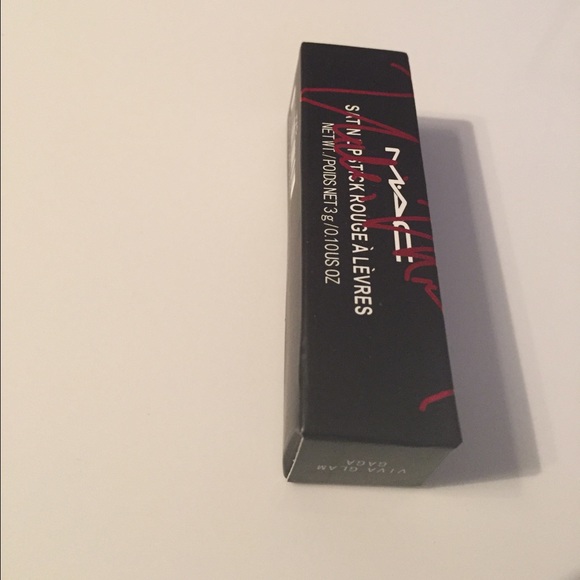 MAC
SATIN LIPSTICK ROUGE À LÈVRES
NET WT./POIDS NET 3 g/0.10 US OZ
VIVA GLAM
GAGA